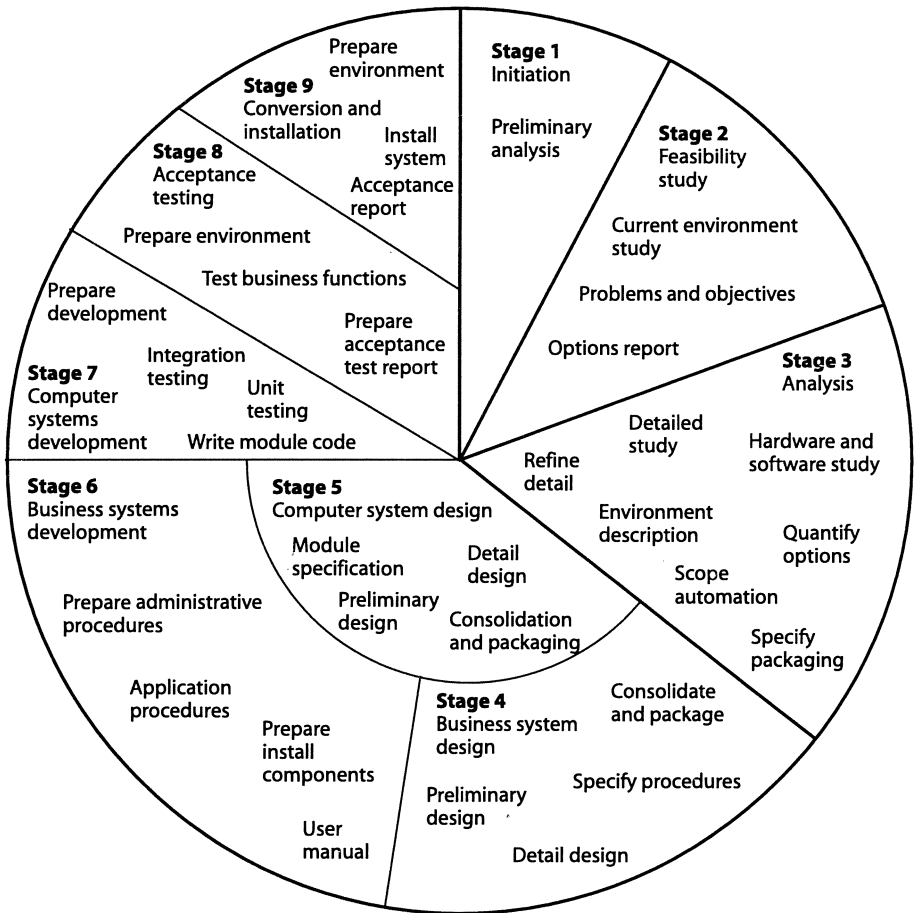 Stage 1
Initiation
Preliminary
analysis
Stage 2
Feasibility
study
Current environment
study
Problems and objectives
Options report
Stage 3
Analysis
Detailed
study
Hardware and
software study
Refine
detail
Environment
description
Quantify
options
Scope
automation
Specify
packaging
Stage 4
Business system
design
Consolidate
and package
Specify procedures
Preliminary
design
Detail design
Stage 5
Computer system design
Module
specification
Detail
design
Preliminary
design
Consolidation
and packaging
Stage 6
Business systems
development
Prepare administrative
procedures
Application
procedures
Prepare
install
components
User
manual
Stage 7
Computer
systems
development
Prepare
development
Integration
testing
Unit
testing
Write module code
Stage 8
Acceptance
testing
Prepare environment
Test business functions
Prepare
acceptance
test report
Stage 9
Conversion and
installation
Prepare
environment
Install
system
Acceptance
report